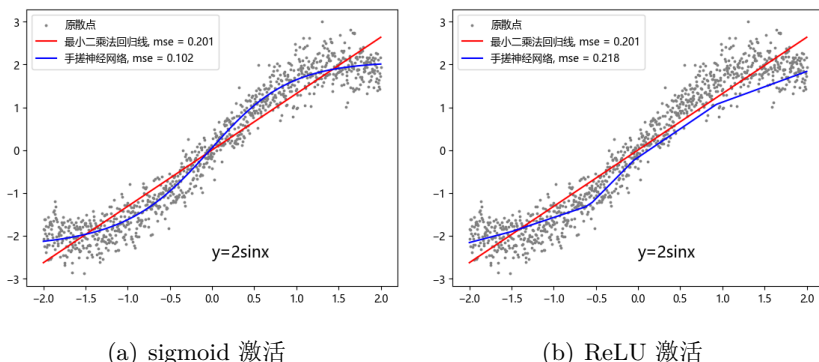 原散点
最小二乘法回归线, mse = 0.201
手搓神经网络, mse = 0.102
3
2
1
0
−1
−2
−3
y=2sinx
−2.0 −1.5 −1.0 −0.5 0.0 0.5 1.0 1.5 2.0
(a) sigmoid 激活
原散点
最小二乘法回归线, mse = 0.201
手搓神经网络, mse = 0.218
3
2
1
0
−1
−2
−3
y=2sinx
−2.0 −1.5 −1.0 −0.5 0.0 0.5 1.0 1.5 2.0
(b) ReLU 激活